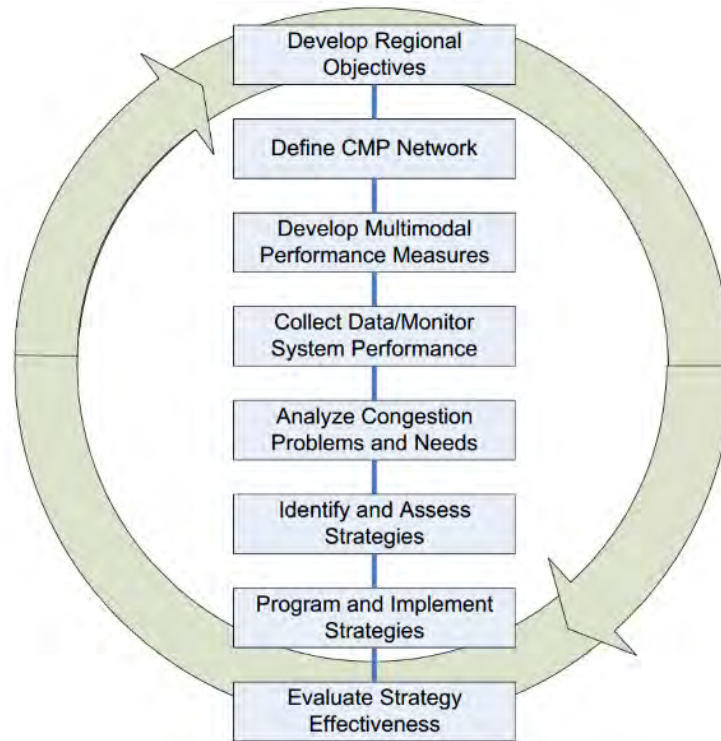 Develop Regional
Objectives
Define CMP Network
Develop Multimodal
Performance Measures
Collect Data/Monitor
System Performance
Analyze Congestion
Problems and Needs
Identify and Assess
Strategies
Program and Implement
Strategies
Evaluate Strategy
Effectiveness